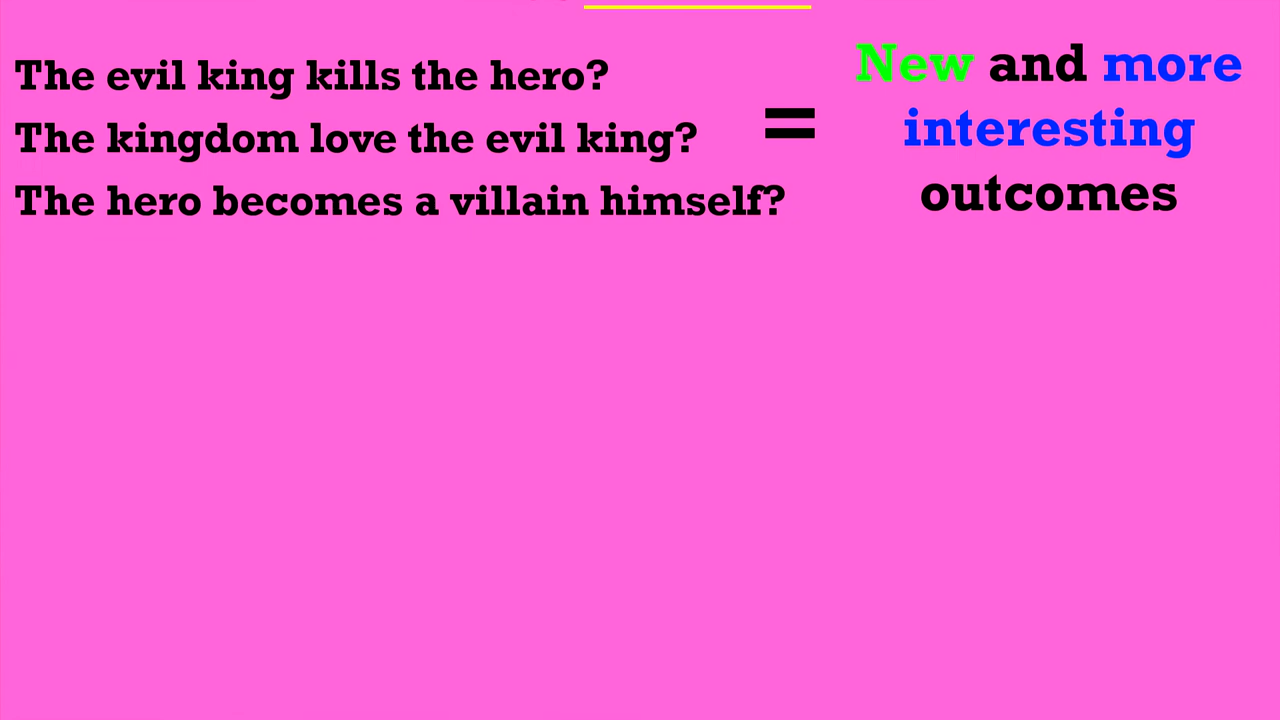 The evil king kills the hero?
The kingdom love the evil king?
The hero becomes a villain himself?
=
New and more
interesting
outcomes